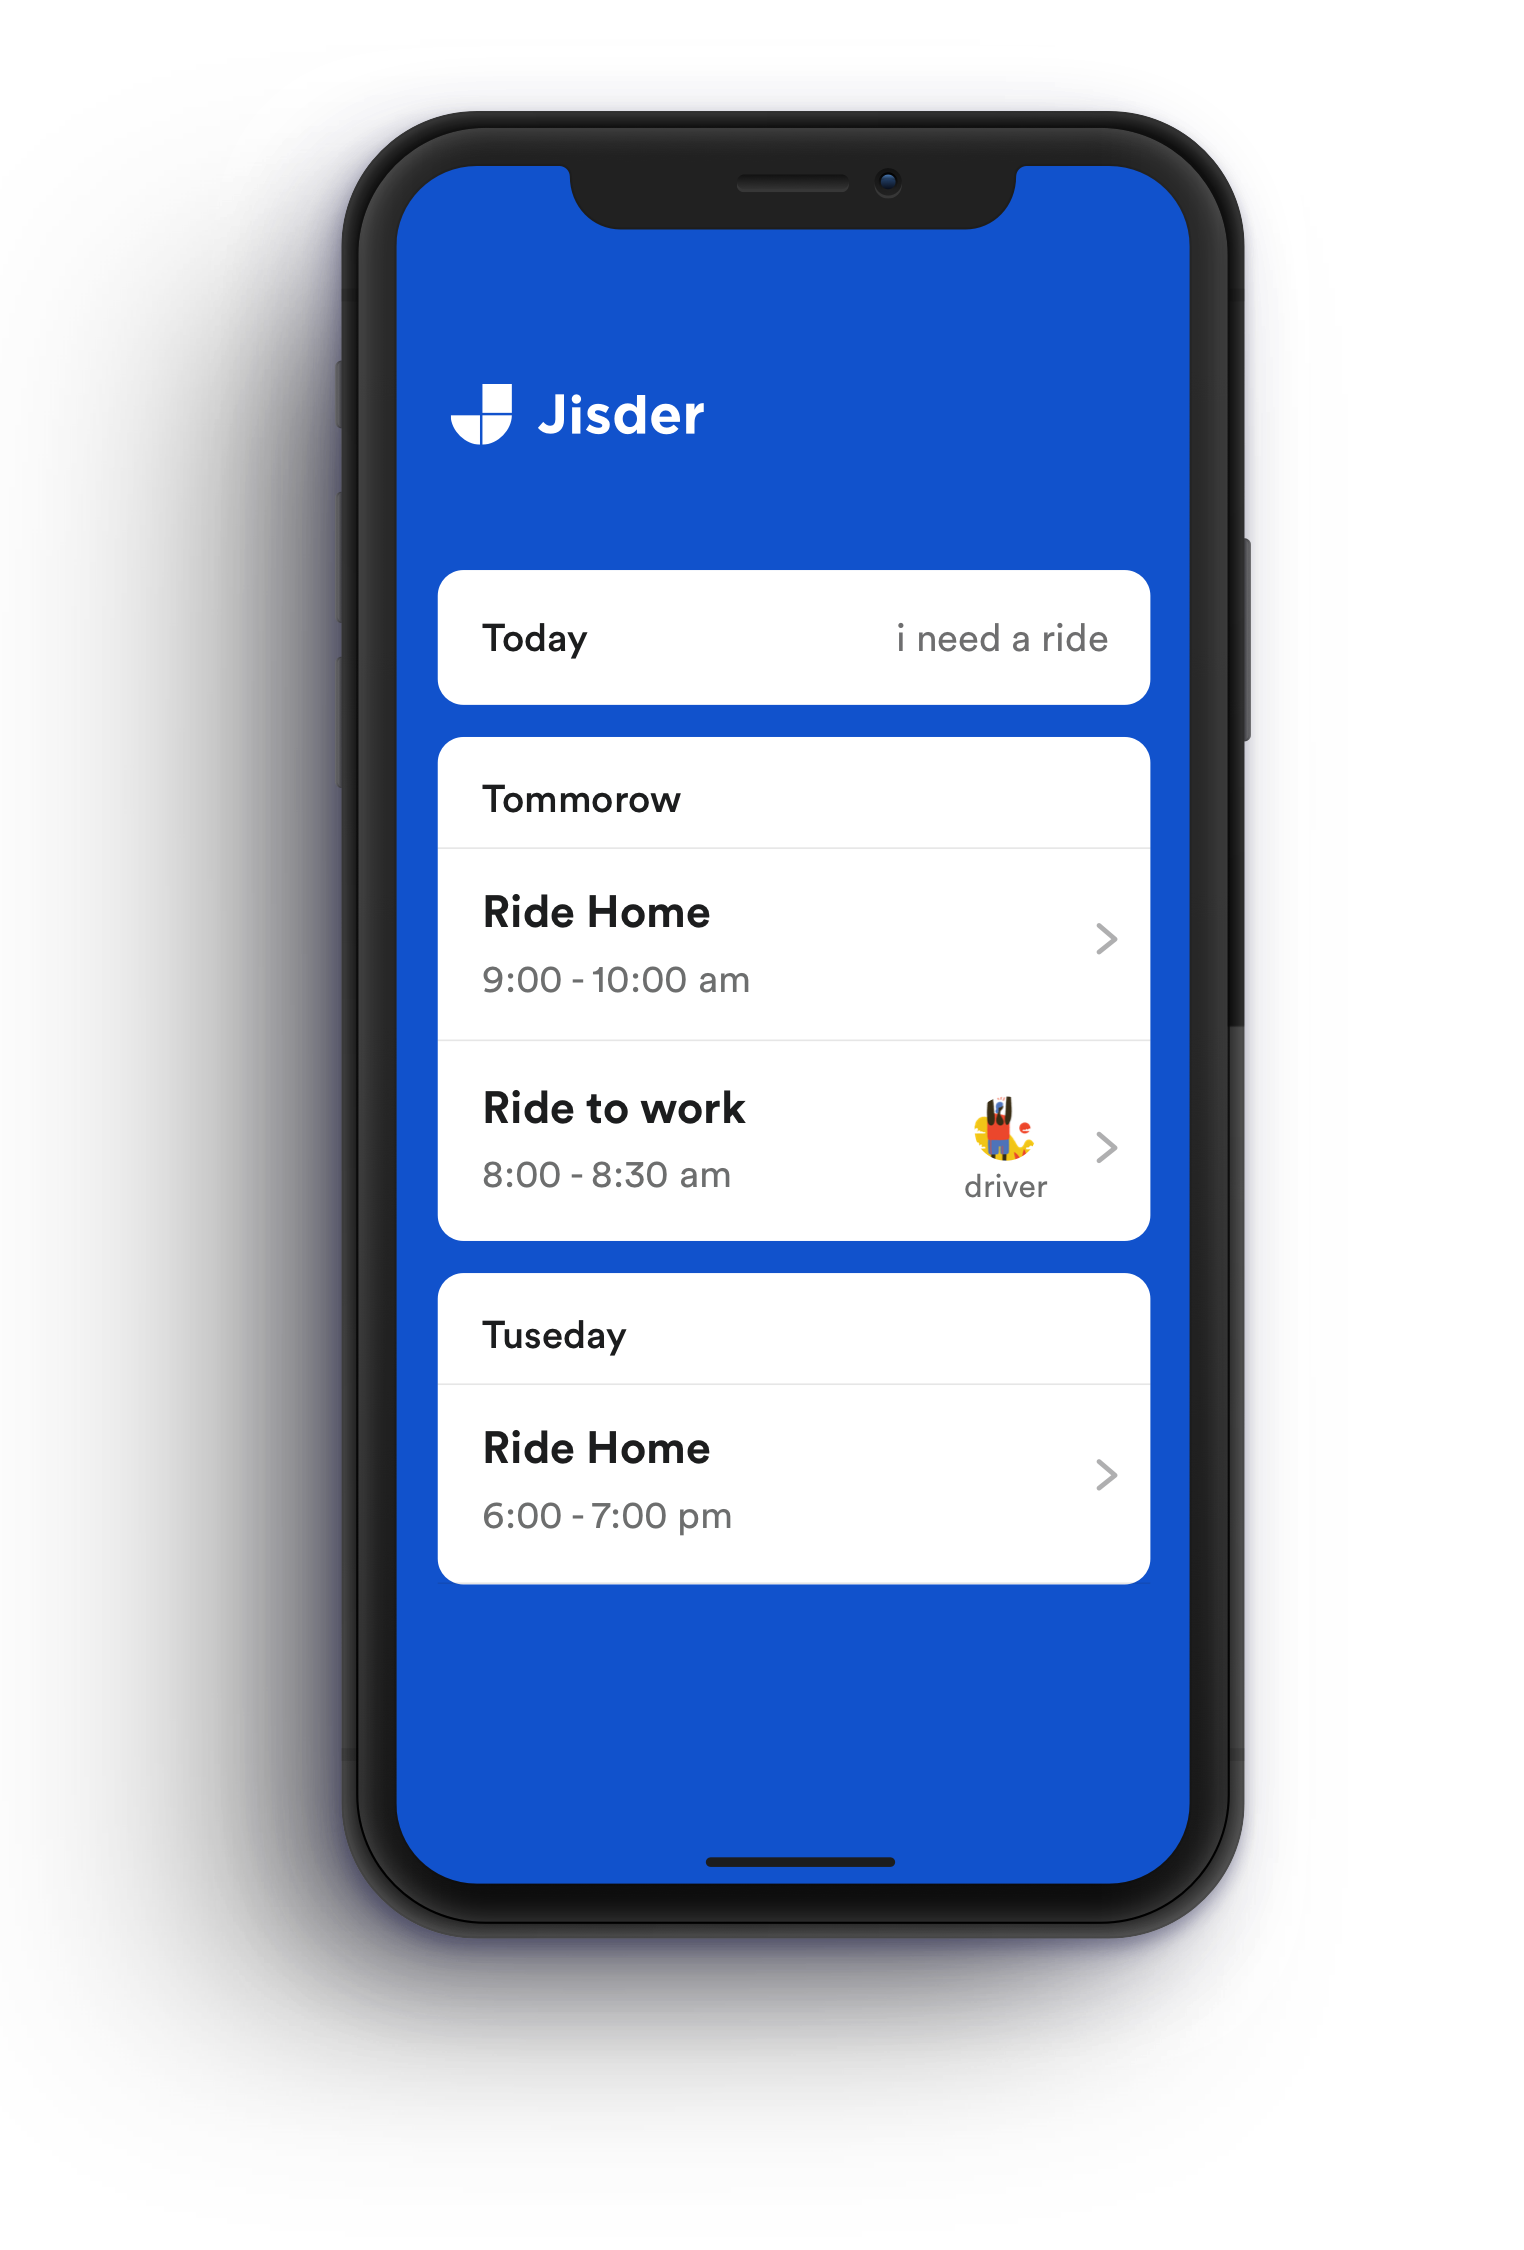 Jisder
Today
i need a ride
Tommorow
Ride Home
9:00 - 10:00 am
Ride to work
8:00 - 8:30 am
driver
Tuseday
Ride Home
6:00 - 7:00 pm